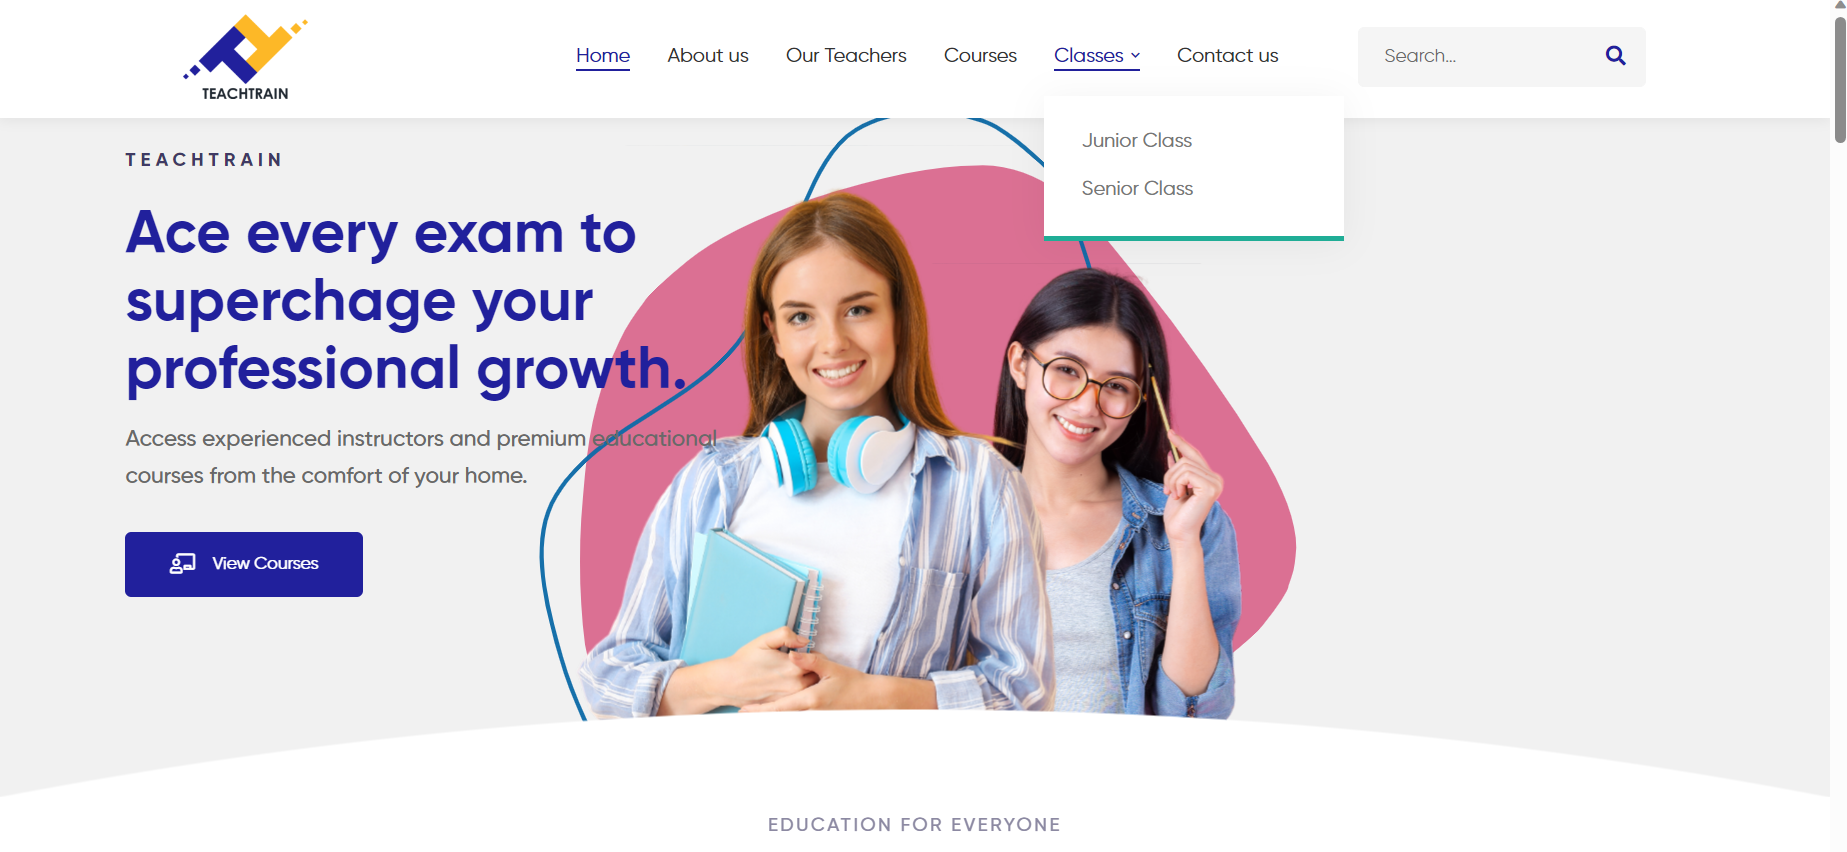 TEACHTRAIN
Home About us Our Teachers Courses Classes Contact us Search...
Junior Class
Senior Class
TEACHTRAIN
Ace every exam to
superchage your
professional growth.
Access experienced instructors and premium educational
courses from the comfort of your home.
View Courses
EDUCATION FOR EVERYONE